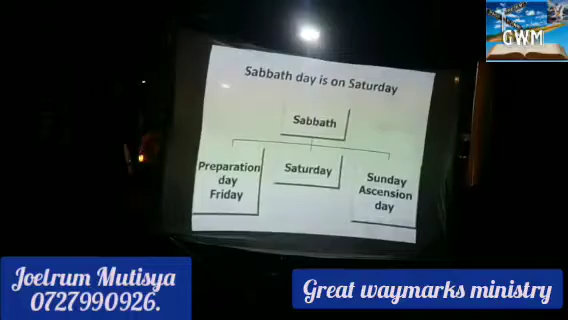 GWM
Sabbath day is on Saturday
Sabbath
Preparation
day
Friday
Saturday
Sunday
Ascension
day
Joelrum Mutisya
0727990926.
Great waymarks ministry